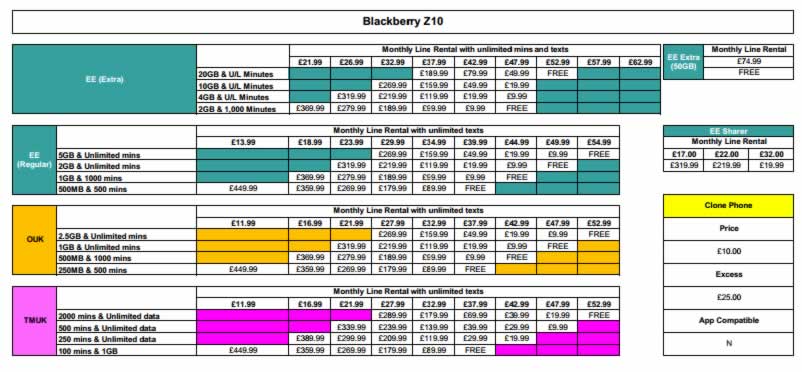 Blackberry Z10
Monthly Line Rental with unlimited mins and texts
EE (Extra)
£21.99 £26.99 £32.99 £37.99 £42.99 £47.99 £52.99 £57.99 £62.99
20GB & U/L Minutes £189.99 £79.99 £49.99 FREE
10GB & U/L Minutes £269.99 £159.99 £49.99 £19.99 £9.99
4GB & U/L Minutes £319.99 £219.99 £119.99 £19.99 £9.99
2GB & 1,000 Minutes £369.99 £279.99 £189.99 £99.99 £9.99 FREE
EE Extra
(50GB)
Monthly Line Rental
£74.99
FREE
EE
(Regular)
Monthly Line Rental with unlimited texts
£13.99 £18.99 £23.99 £29.99 £34.99 £39.99 £44.99 £49.99 £54.99
5GB & Unlimited mins £269.99 £159.99 £49.99 £19.99 £9.99 FREE
2GB & Unlimited mins £319.99 £219.99 £119.99 £19.99 £9.99 FREE
1GB & 1000 mins £369.99 £279.99 £189.99 £99.99 £9.99 FREE
500MB & 500 mins £449.99 £359.99 £269.99 £179.99 £89.99 FREE
EE Sharer
Monthly Line Rental
£17.00 £22.00 £32.00
£319.99 £219.99 £19.99
OUK
Monthly Line Rental with unlimited texts
£11.99 £16.99 £21.99 £27.99 £32.99 £37.99 £42.99 £47.99 £52.99
2.5GB & Unlimited mins £269.99 £159.99 £49.99 £19.99 £9.99 FREE
1GB & Unlimited mins £319.99 £219.99 £119.99 £19.99 £9.99 FREE
500MB & 1000 mins £369.99 £279.99 £189.99 £99.99 £9.99 FREE
250MB & 500 mins £449.99 £359.99 £269.99 £179.99 £89.99 FREE
TMUK
Monthly Line Rental with unlimited texts
£11.99 £16.99 £21.99 £27.99 £32.99 £37.99 £42.99 £47.99 £52.99
2000 mins & Unlimited data £289.99 £179.99 £69.99 £39.99 £19.99 FREE
500 mins & Unlimited data £339.99 £239.99 £139.99 £39.99 £29.99 £9.99
250 mins & Unlimited data £389.99 £299.99 £209.99 £119.99 £29.99 £19.99
100 mins & 1GB £449.99 £359.99 £269.99 £179.99 £89.99 FREE
Clone Phone
Price
£10.00
Excess
£25.00
App Compatible
N